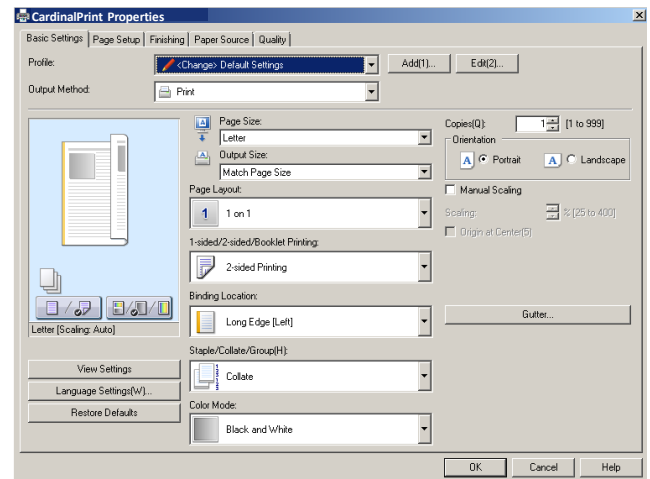 CardinalPrint Properties
Basic Settings Page Setup Finishing Paper Source Quality
Profile: <Change> Default Settings Add(1)... Edit(2)...
Output Method: Print
Page Size:
Letter
Output Size:
Match Page Size
Page Layout:
1 1 on 1
1-sided/2-sided/Booklet Printing:
2-sided Printing
Binding Location:
Long Edge [Left]
Staple/Collate/Group(H):
Collate
Color Mode:
Black and White
Copies(Q): 1 [1 to 999]
Orientation
A Portrait A Landscape
Manual Scaling
Scaling: % [25 to 400]
Origin at Center(5)
Gutter...
Letter [Scaling: Auto]
View Settings
Language Settings(W)...
Restore Defaults
OK Cancel Help